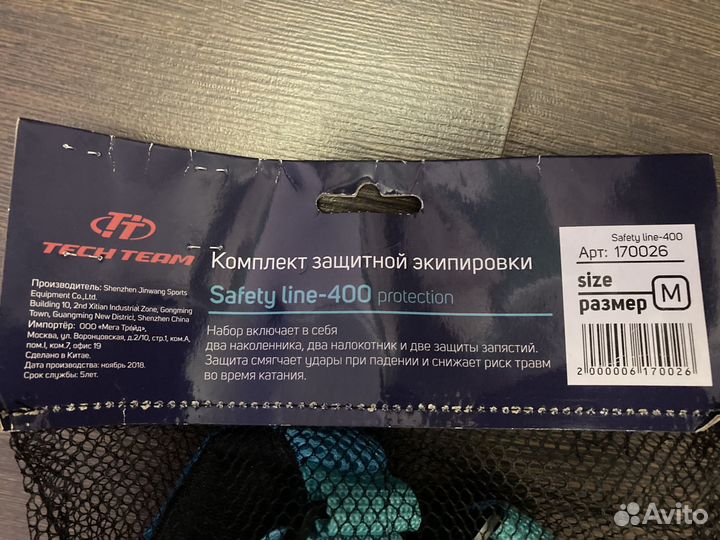 TT
TECH TEAM
Производитель: Shenzhen Jinwang Sports
Equipment Co.,Ltd.
Building 10, 2nd Xitian Industrial Zone, Gongming
Town, Guangming New District, Shenzhen China
Импортёр: ООО «Мега Трейд»,
Москва, ул. Воронцовская, д.2/10, стр.1, ком.А,
пом.I, ком.7, офис 19
Сделано в Китае.
Дата производства: ноябрь 2018.
Срок службы: 5лет.
Комплект защитной экипировки
Safety line-400 protection
Набор включает в себя
два наколенника, два налокотник и две защиты запястий.
Защита смягчает удары при падении и снижает риск травм
во время катания.
Safety line-400
Арт: 170026
size
размер M
2 000006 170026
Avito